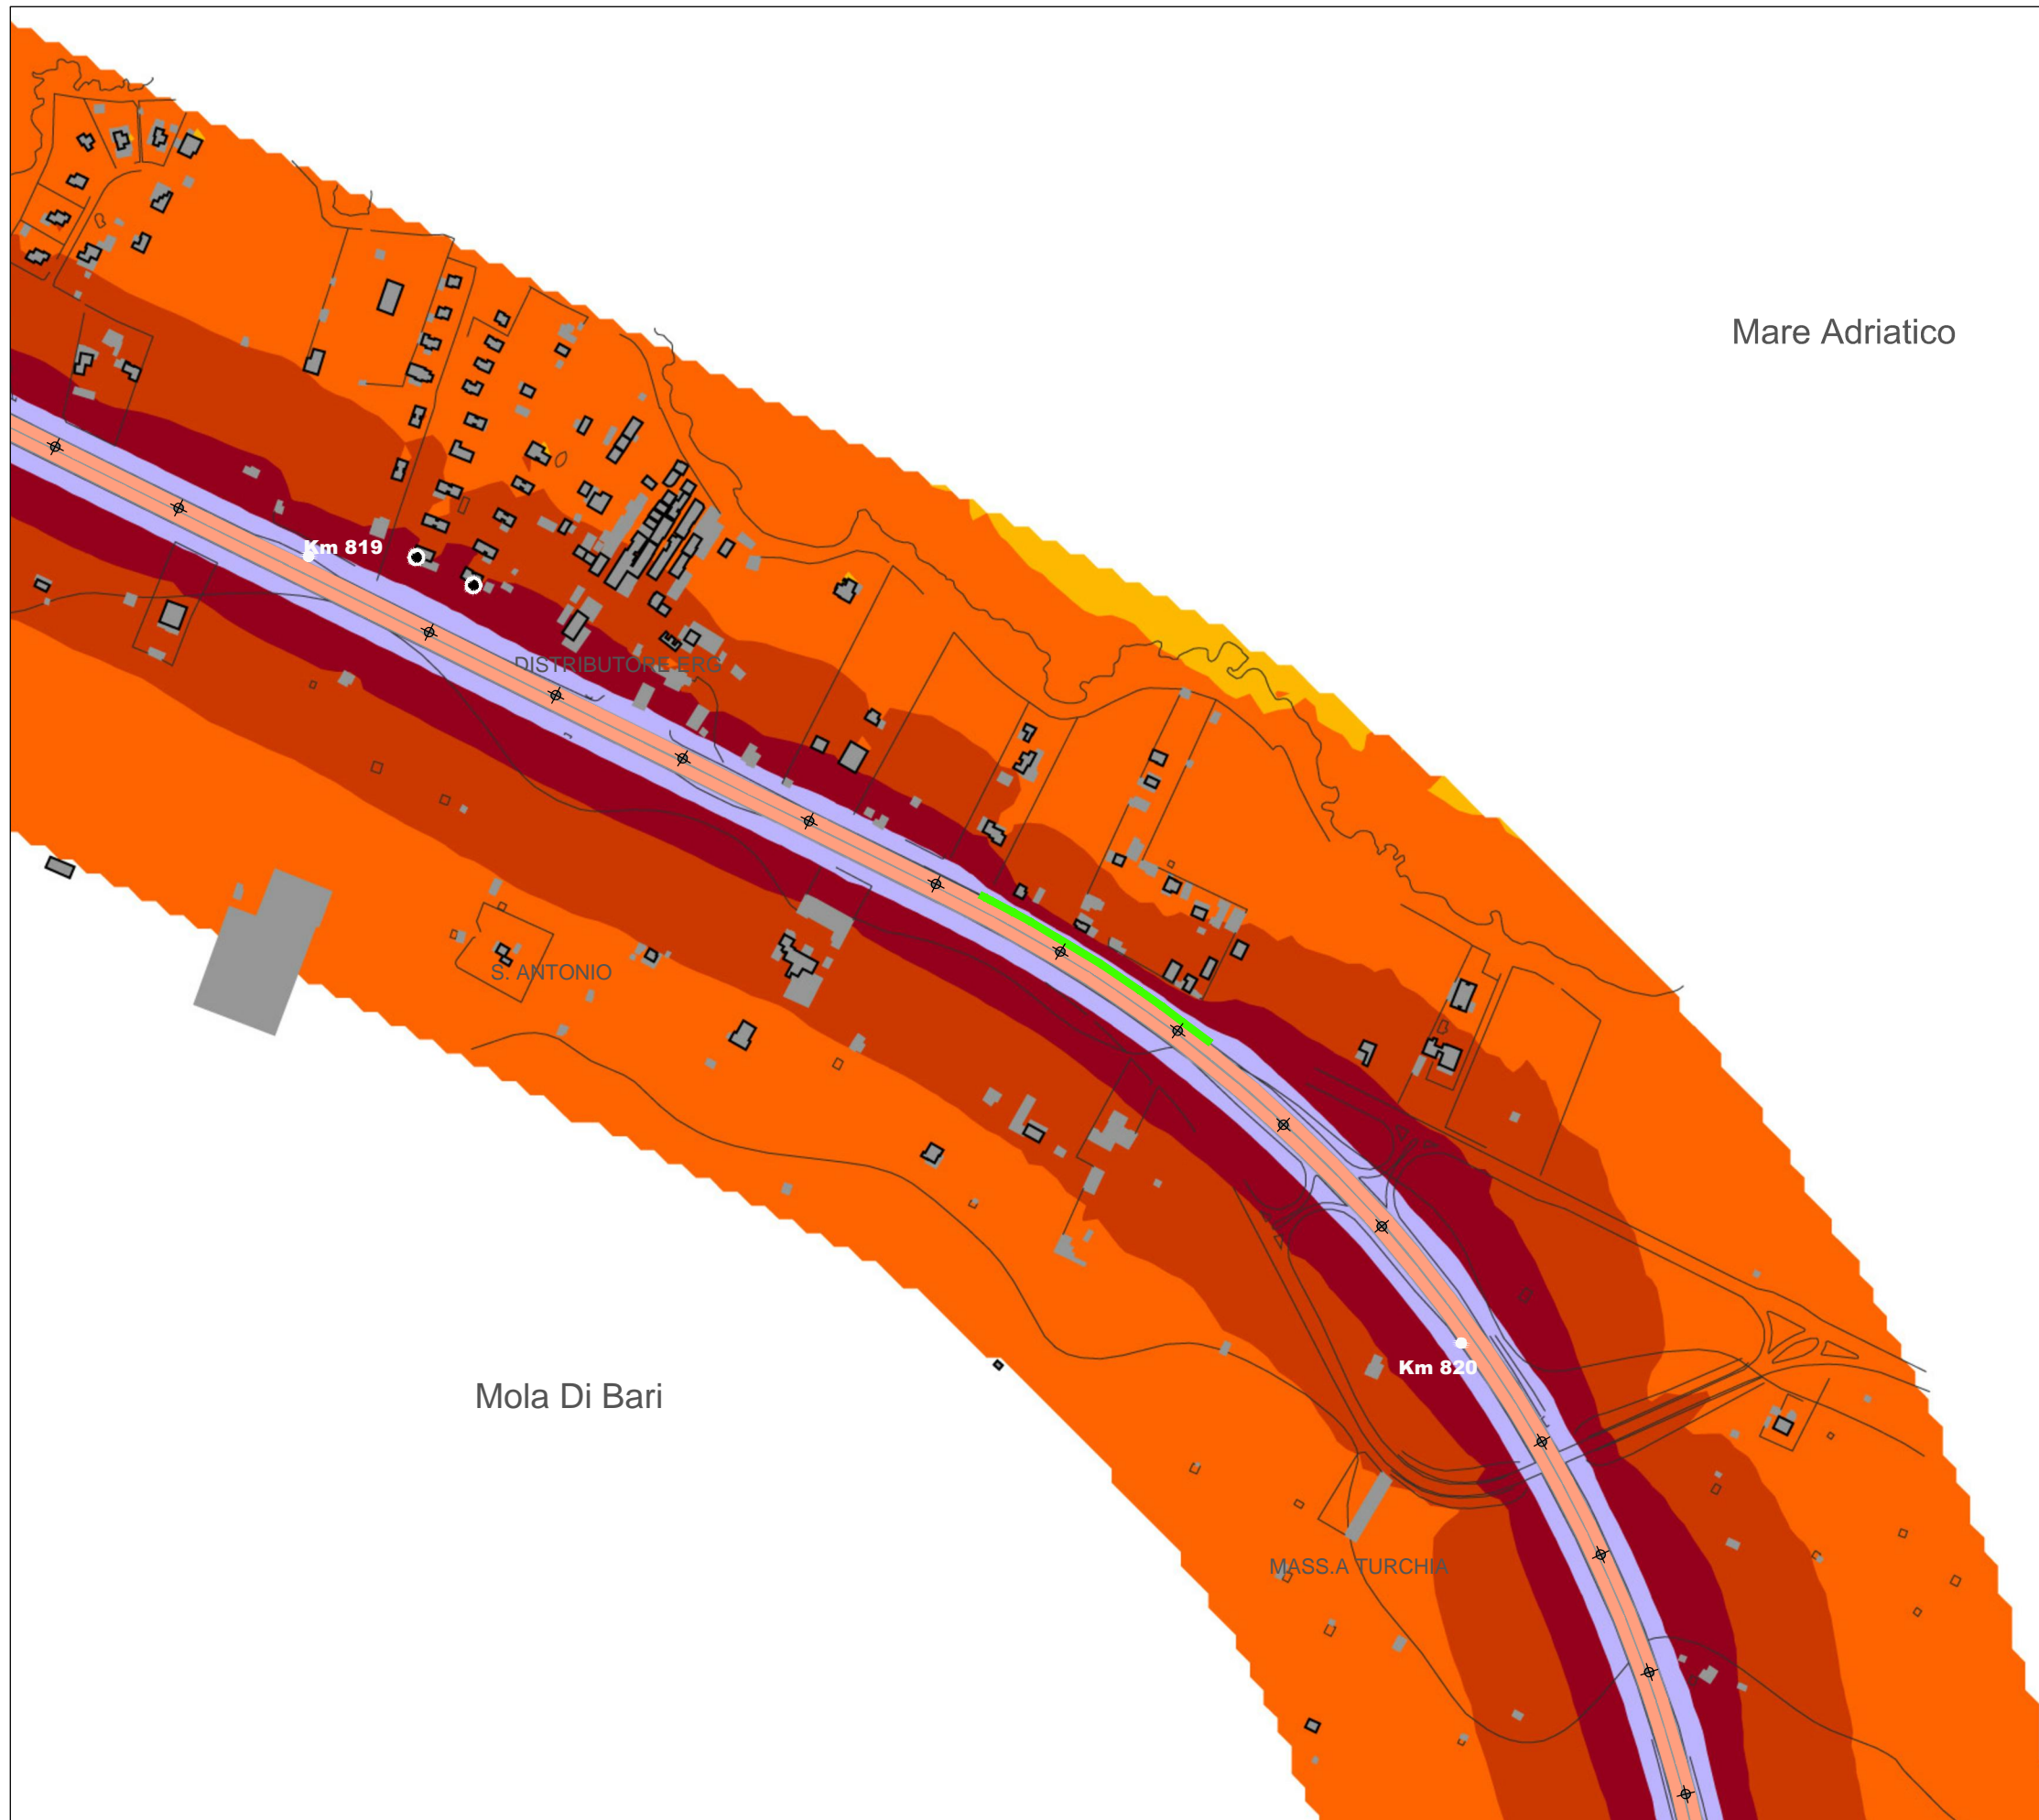 Mare Adriatico
Km 819
DISTRIBUTORE ERG
S. ANTONIO
Km 820
Mola Di Bari
MASS.A TURCHIA